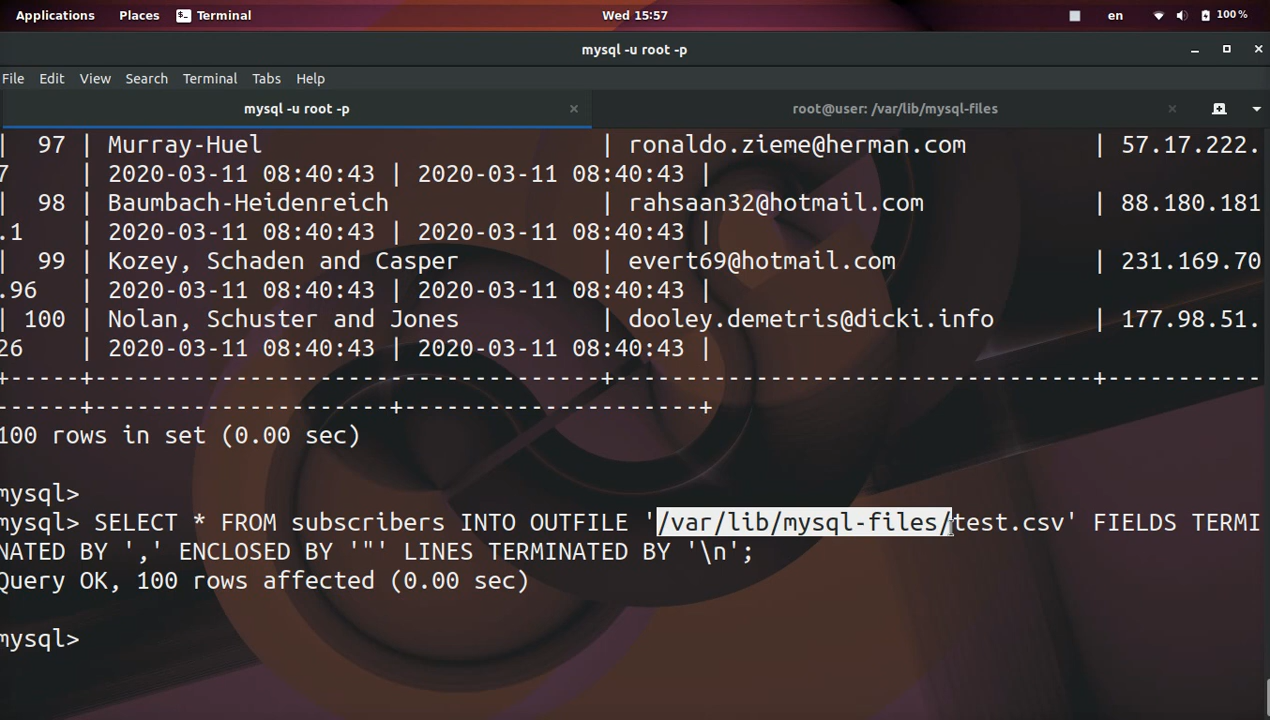 Applications Places Terminal Wed 15:57 en 100%
mysql -u root -p
File Edit View Search Terminal Tabs Help
mysql -u root -p root@user: /var/lib/mysql-files
| 97 | Murray-Huel | ronaldo.zieme@herman.com | 57.17.222.
7 | 2020-03-11 08:40:43 | 2020-03-11 08:40:43 |
| 98 | Baumbach-Heidenreich | rahsaan32@hotmail.com | 88.180.181
.1 | 2020-03-11 08:40:43 | 2020-03-11 08:40:43 |
| 99 | Kozey, Schaden and Casper | evert69@hotmail.com | 231.169.70
.96 | 2020-03-11 08:40:43 | 2020-03-11 08:40:43 |
| 100 | Nolan, Schuster and Jones | dooley.demetris@dicki.info | 177.98.51.
26 | 2020-03-11 08:40:43 | 2020-03-11 08:40:43 |
+------+------------------------------------+----------------------------------+-----------
------+---------------------+---------------------+
100 rows in set (0.00 sec)
mysql>
mysql> SELECT * FROM subscribers INTO OUTFILE '/var/lib/mysql-files/test.csv' FIELDS TERMI
NATED BY ',' ENCLOSED BY '"' LINES TERMINATED BY '\n';
Query OK, 100 rows affected (0.00 sec)
mysql>